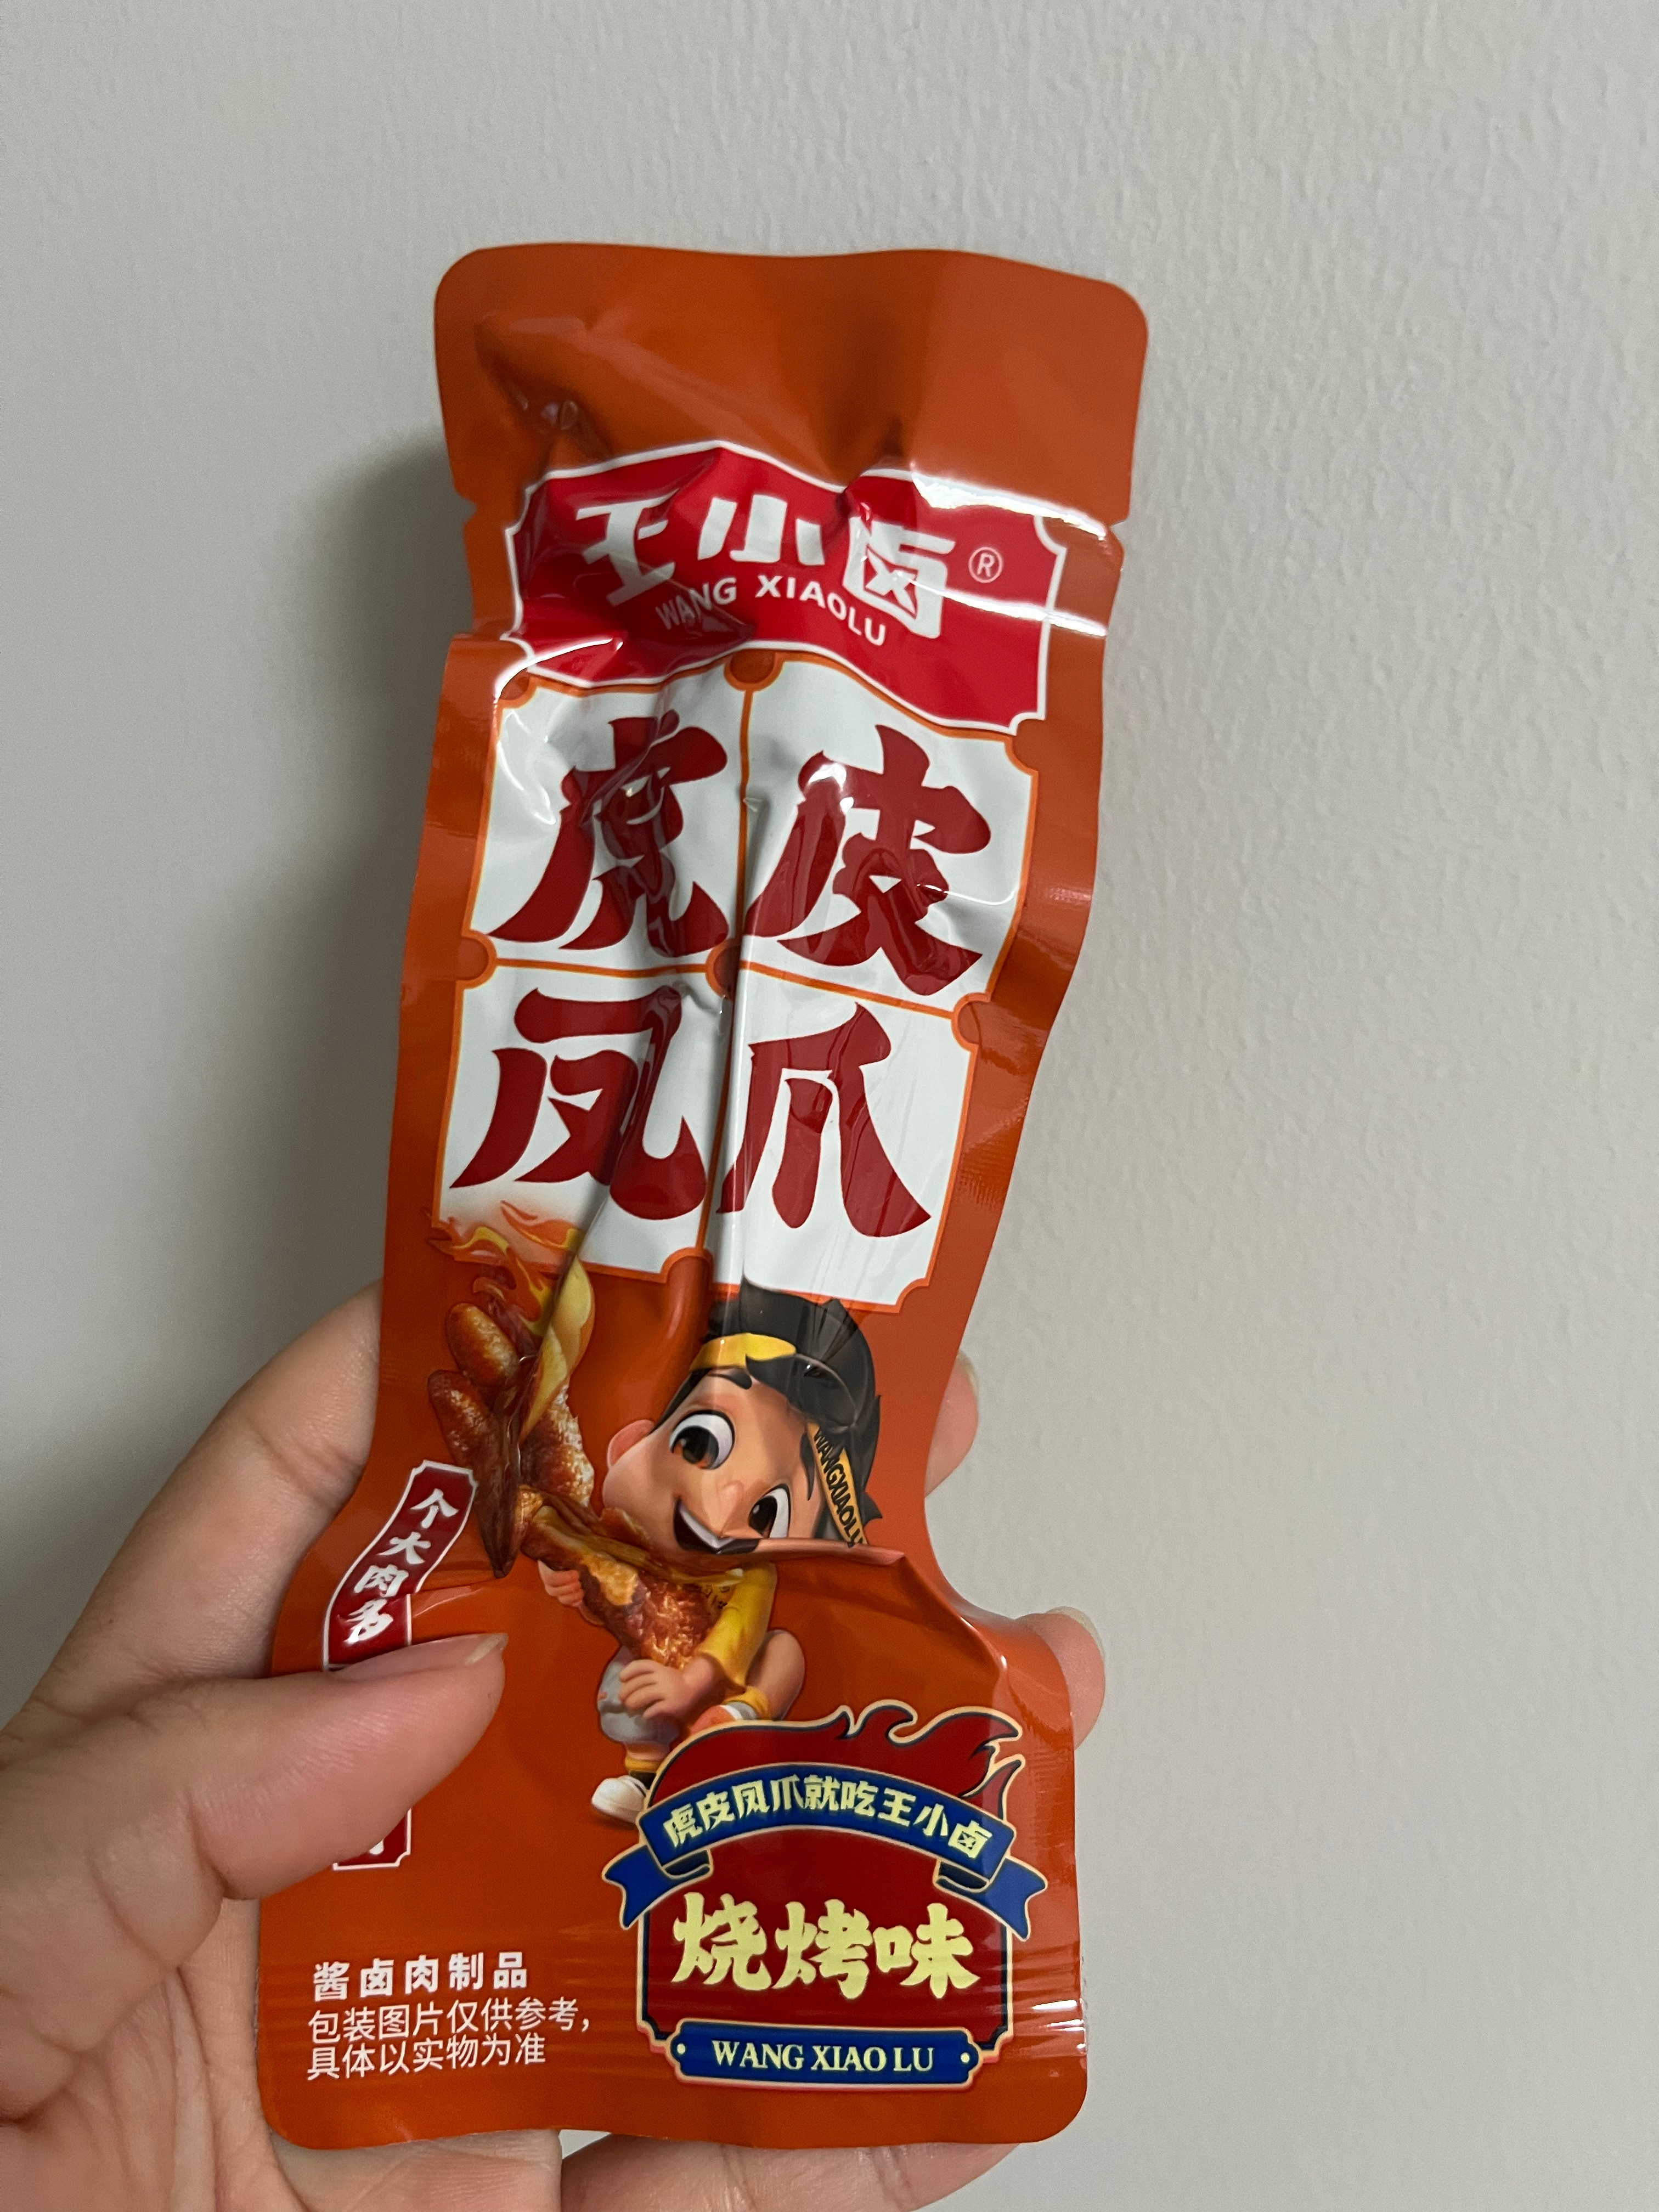 王小卤®
WANG XIAOLU
虎皮
凤爪
WANGXIAOLU
个大肉多
虎皮凤爪就吃王小卤
烧烤味
WANG XIAO LU
酱卤肉制品
包装图片仅供参考，
具体以实物为准